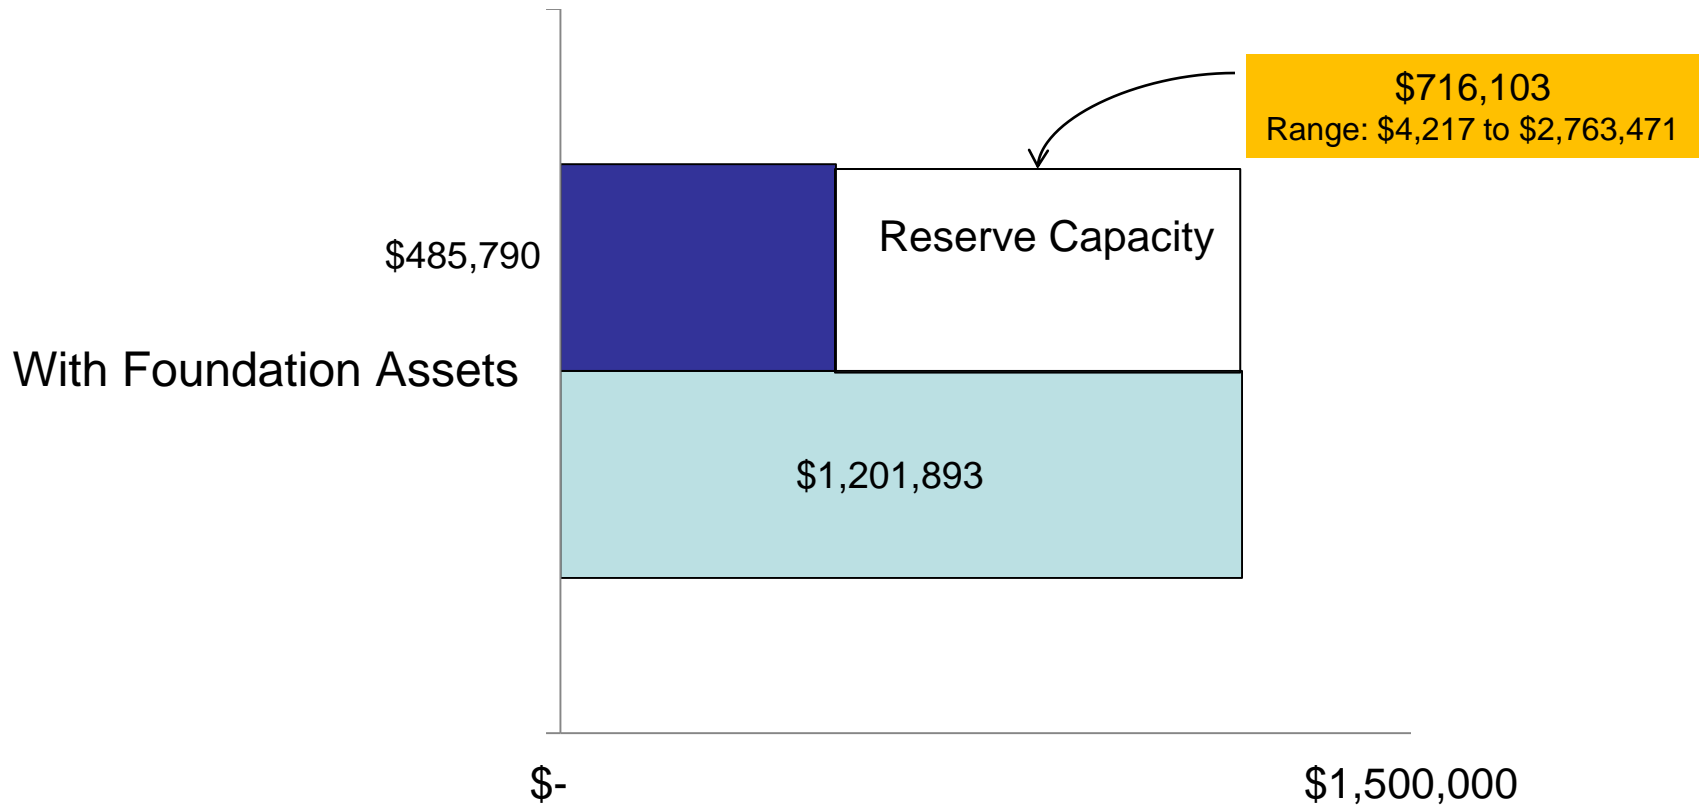 $716,103
Range: $4,217 to $2,763,471
Reserve Capacity
$485,790
With Foundation Assets
$1,201,893
$-
$1,500,000